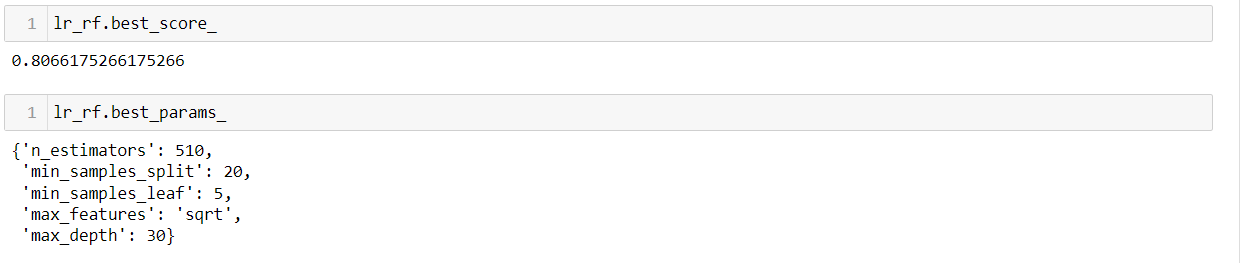 1 lr_rf.best_score_
0.8066175266175266
1 lr_rf.best_params_
{'n_estimators': 510,
'min_samples_split': 20,
'min_samples_leaf': 5,
'max_features': 'sqrt',
'max_depth': 30}